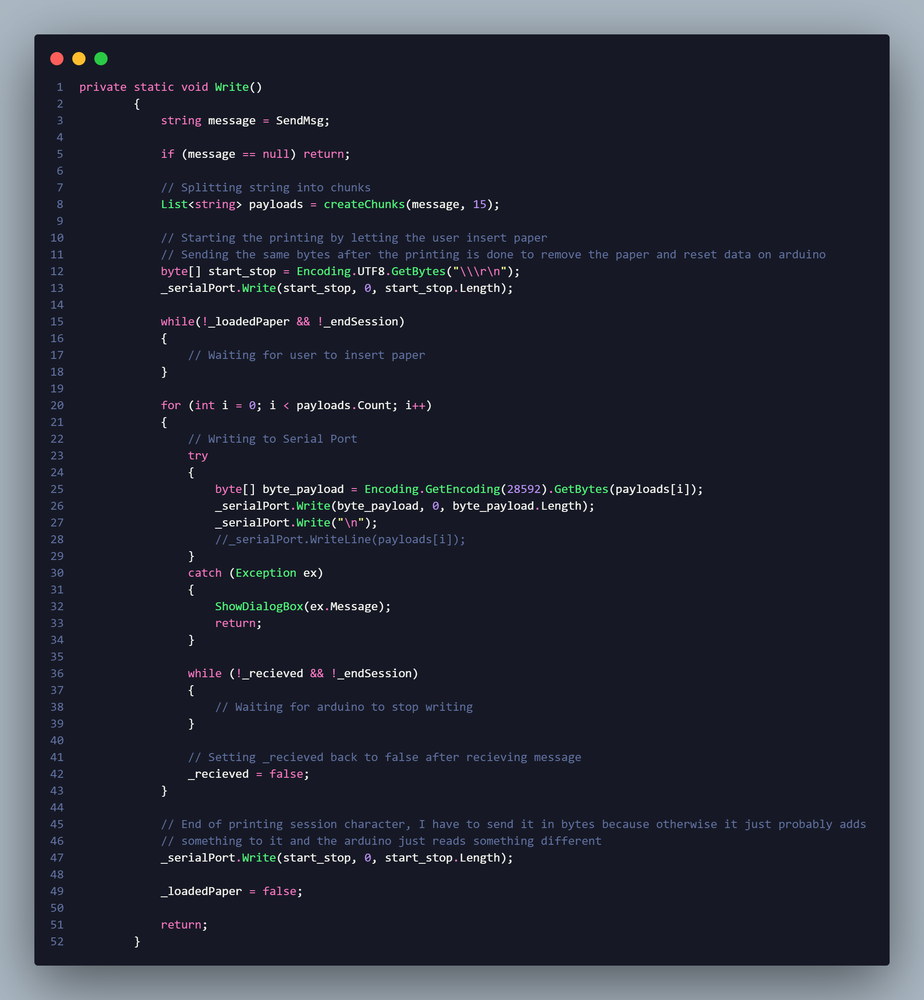 1 private static void Write()
2 {
3 string message = SendMsg;
4
5 if (message == null) return;
6
7 // Splitting string into chunks
8 List<string> payloads = createChunks(message, 15);
9
10 // Starting the printing by letting the user insert paper
11 // Sending the same bytes after the printing is done to remove the paper and reset data on arduino
12 byte[] start_stop = Encoding.UTF8.GetBytes("\\\r\n");
13 _serialPort.Write(start_stop, 0, start_stop.Length);
14
15 while(!_loadedPaper && !_endSession)
16 {
17 // Waiting for user to insert paper
18 }
19
20 for (int i = 0; i < payloads.Count; i++)
21 {
22 // Writing to Serial Port
23 try
24 {
25 byte[] byte_payload = Encoding.GetEncoding(28592).GetBytes(payloads[i]);
26 _serialPort.Write(byte_payload, 0, byte_payload.Length);
27 _serialPort.Write("\n");
28 //_serialPort.WriteLine(payloads[i]);
29 }
30 catch (Exception ex)
31 {
32 ShowDialogBox(ex.Message);
33 return;
34 }
35
36 while (!_recieved && !_endSession)
37 {
38 // Waiting for arduino to stop writing
39 }
40
41 // Setting _recieved back to false after recieving message
42 _recieved = false;
43 }
44
45 // End of printing session character, I have to send it in bytes because otherwise it just probably adds
46 // something to it and the arduino just reads something different
47 _serialPort.Write(start_stop, 0, start_stop.Length);
48
49 _loadedPaper = false;
50
51 return;
52 }